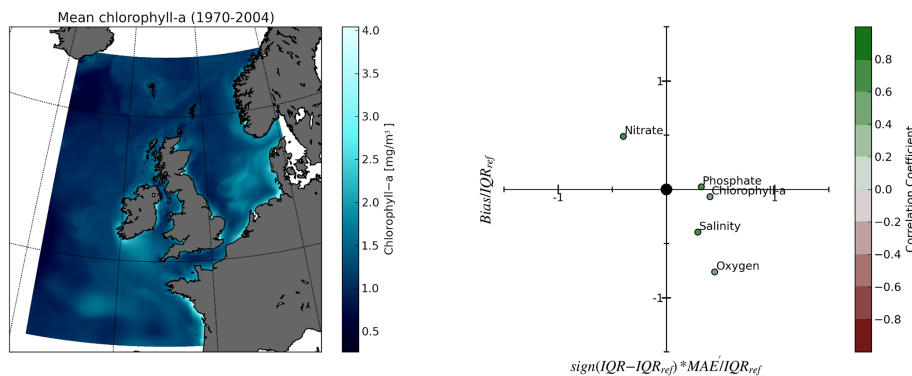 Mean chlorophyll-a (1970-2004)
4.0
3.5
3.0
2.5
2.0
1.5
1.0
0.5
Chlorophyll−a [mg/m³ ]
Bias/IQR_ref
1
-1
-1
1
Nitrate
Phosphate
Chlorophyll-a
Salinity
Oxygen
sign(IQR−IQR_ref)*MAE'/IQR_ref
0.8
0.6
0.4
0.2
0.0
−0.2
−0.4
−0.6
−0.8
Correlation Coefficient